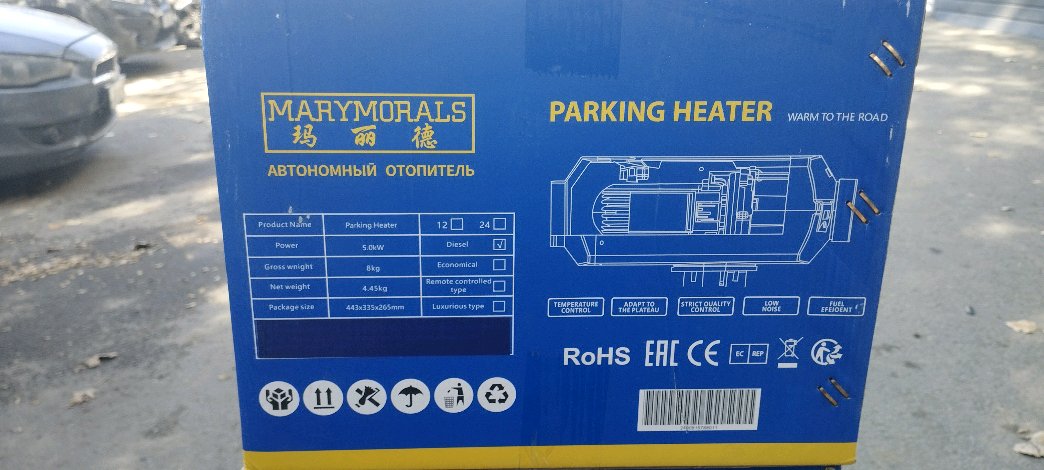 MARYMORALS
玛丽德
АВТОНОМНЫЙ ОТОПИТЕЛЬ
Product Name Parking Heater 12 24
Power 5.0kW Diesel √
Gross wnight 8kg Economical
Net weight 4.45kg Remote controlled type
Package size 443x335x265mm Luxurious type
PARKING HEATER WARM TO THE ROAD
TEMPERATURE CONTROL
ADAPT TO THE PLATEAU
STRICT QUALITY CONTROL
LOW NOISE
FUEL EFEIDENT
RoHS EAC CE EC REP